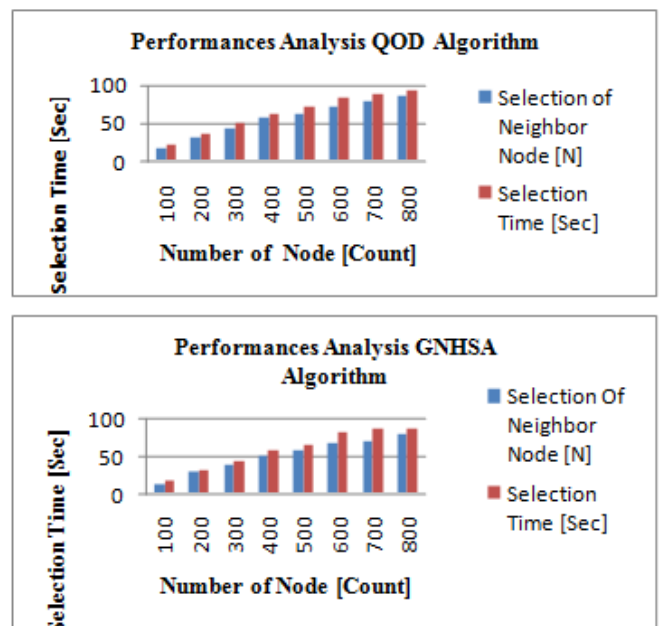 Performances Analysis QOD Algorithm
100
50
0
Selection Time [Sec]
100 200 300 400 500 600 700 800
Number of Node [Count]
Selection of
Neighbor
Node [N]
Selection
Time [Sec]
Performances Analysis GNHSA
Algorithm
100
50
0
Selection Time [Sec]
100 200 300 400 500 600 700 800
Number of Node [Count]
Selection Of
Neighbor
Node [N]
Selection
Time [Sec]